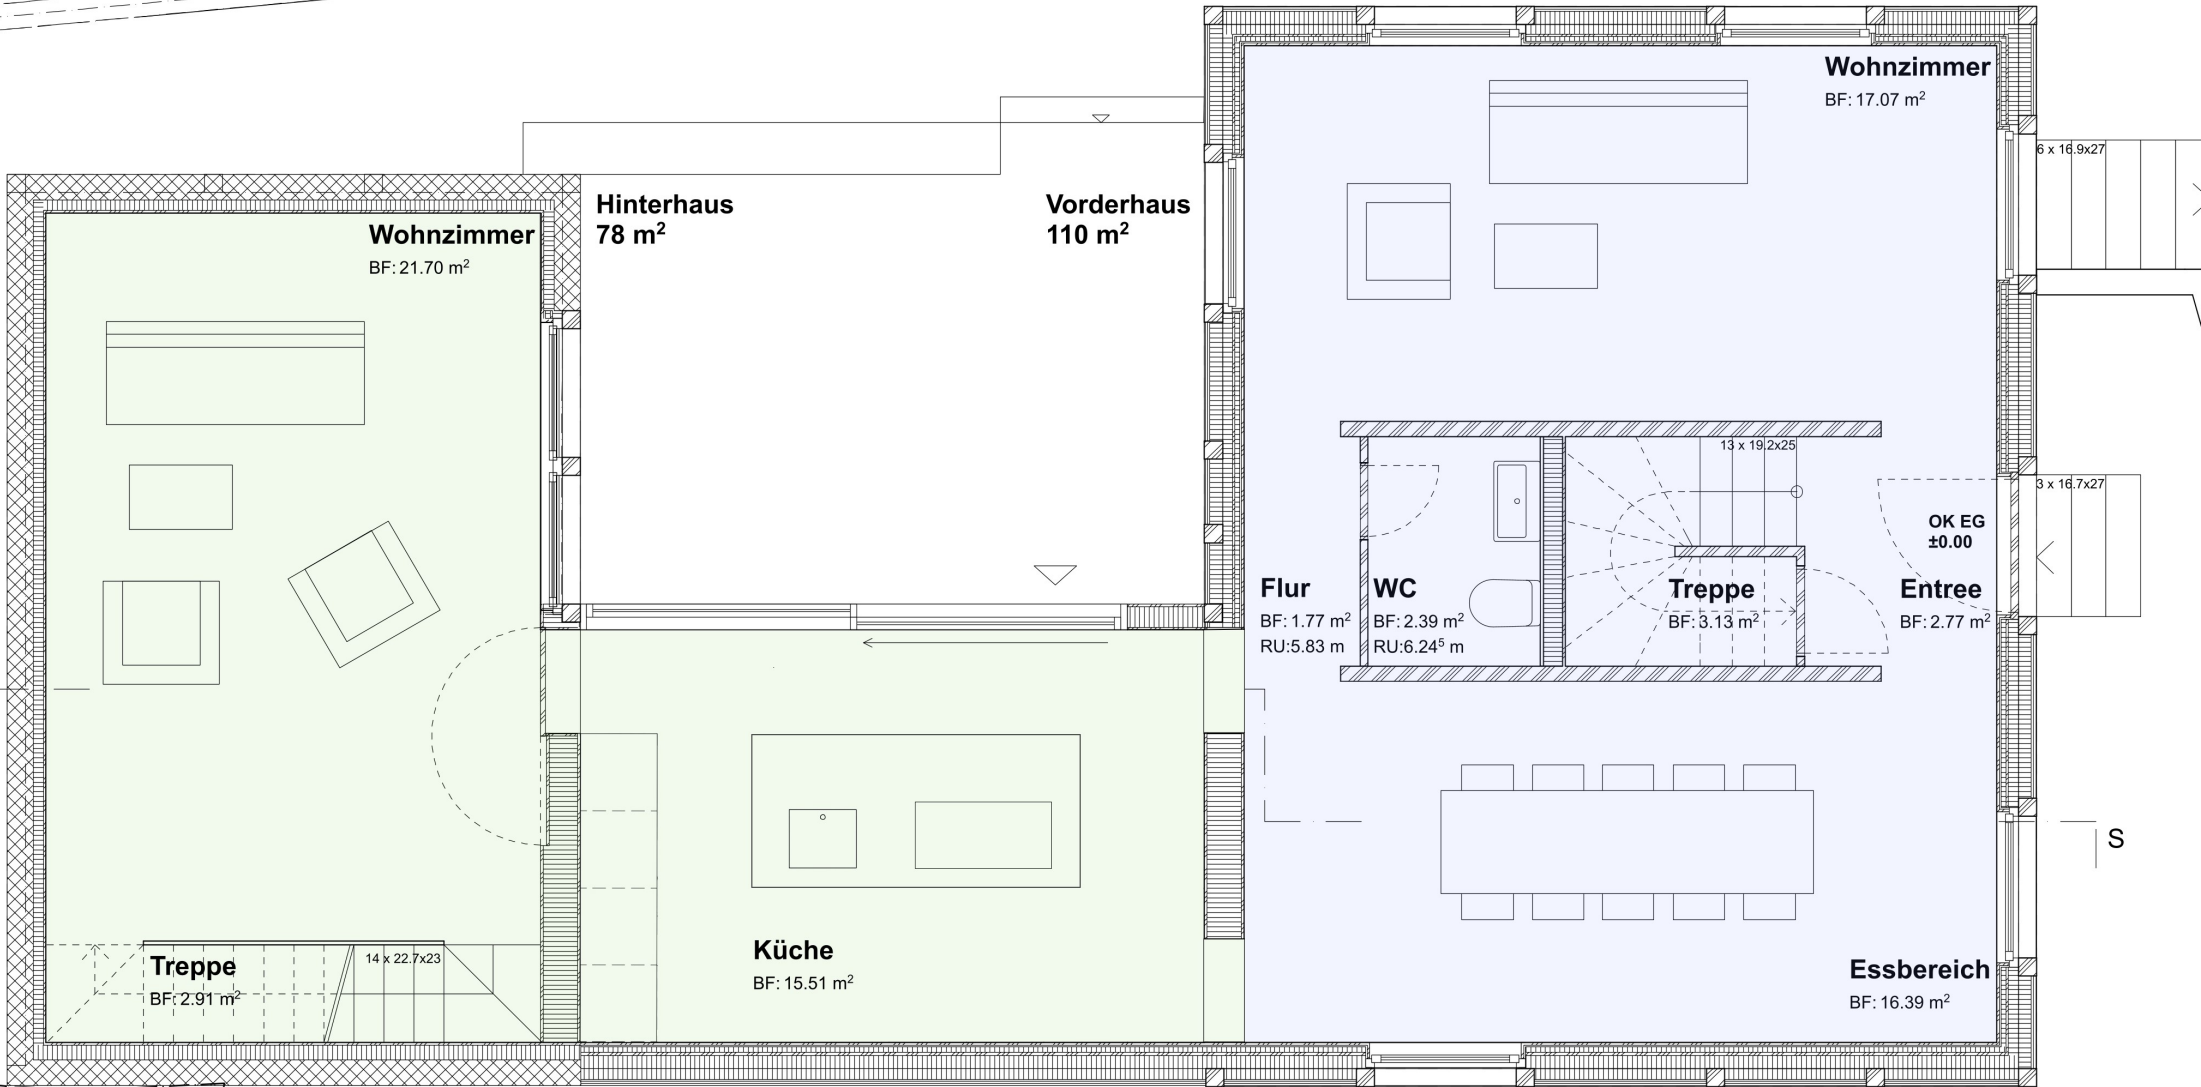 Wohnzimmer
BF: 17.07 m²
6 x 16.9x27
Hinterhaus
78 m²
Vorderhaus
110 m²
Wohnzimmer
BF: 21.70 m²
13 x 19.2x25
3 x 16.7x27
OK EG
±0.00
Flur
BF: 1.77 m²
RU:5.83 m
WC
BF: 2.39 m²
RU:6.24⁵ m
Treppe
BF: 3.13 m²
Entree
BF: 2.77 m²
S
Küche
BF: 15.51 m²
14 x 22.7x23
Treppe
BF: 2.91 m²
Essbereich
BF: 16.39 m²